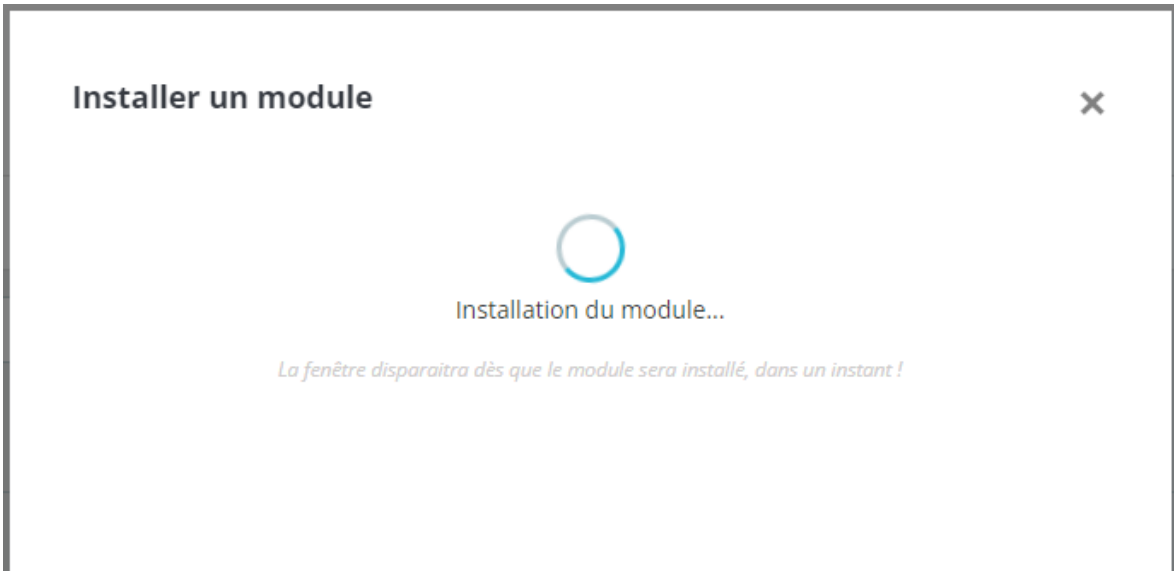 Installer un module
Installation du module...
La fenêtre disparaitra dès que le module sera installé, dans un instant !